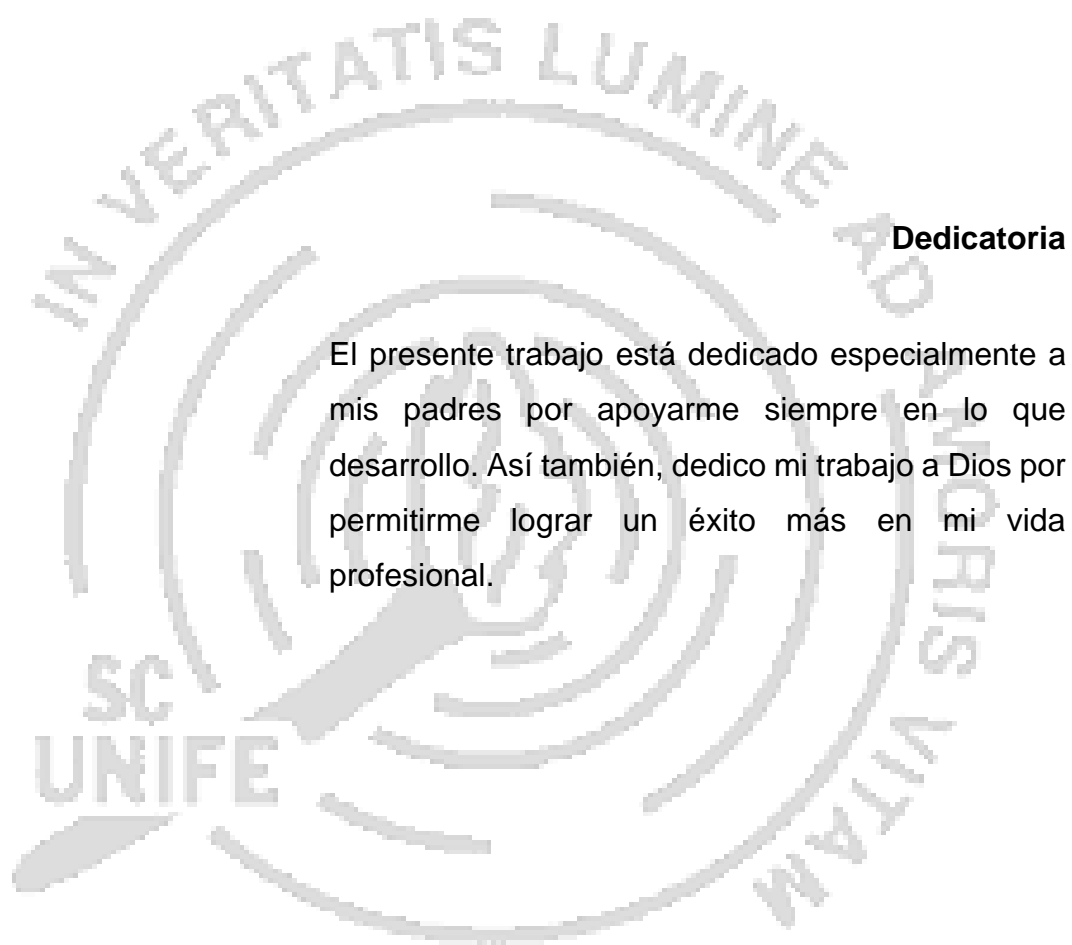 IN VERITATIS LUMINE AD AMORIS VITAM
Dedicatoria
El presente trabajo está dedicado especialmente a
mis padres por apoyarme siempre en lo que
desarrollo. Así también, dedico mi trabajo a Dios por
permitirme lograr un éxito más en mi vida
profesional.
SC
UNIFE